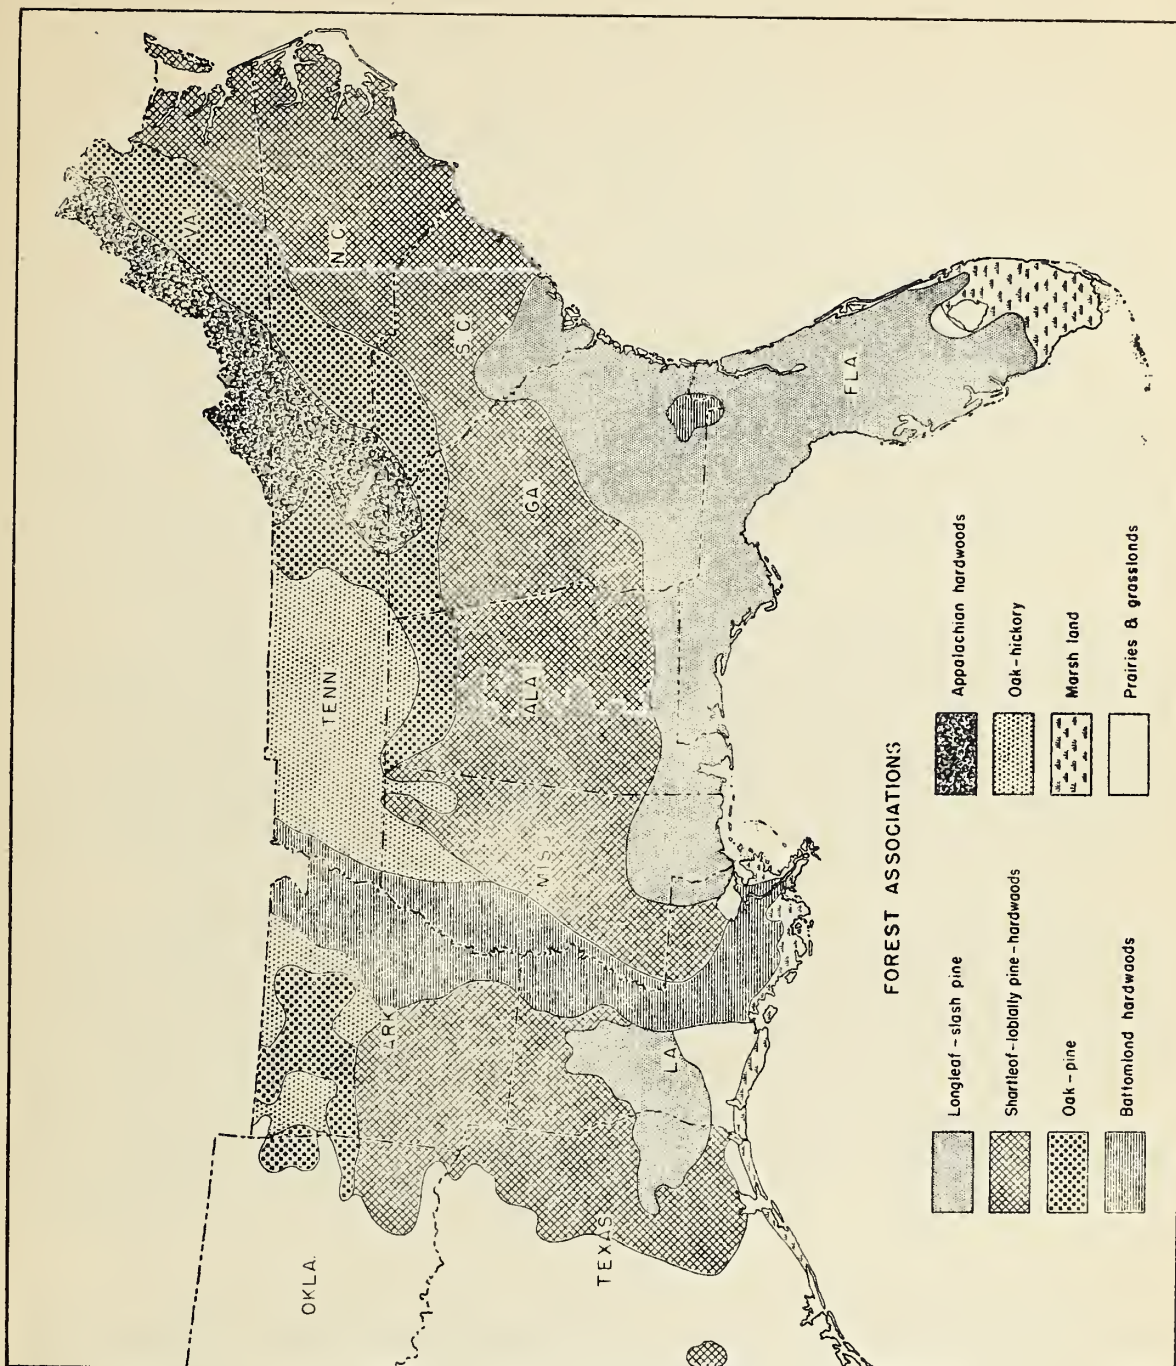 VA.
N.C.
S.C.
TENN.
GA.
ALA.
FLA
MISS.
ARK.
LA.
OKLA.
TEXAS
FOREST ASSOCIATIONS
Longleaf-slash pine
Shortleaf-loblolly pine-hardwoods
Oak-pine
Bottomland hardwoods
Appalachian hardwoods
Oak-hickory
Marsh land
Prairies & grasslands